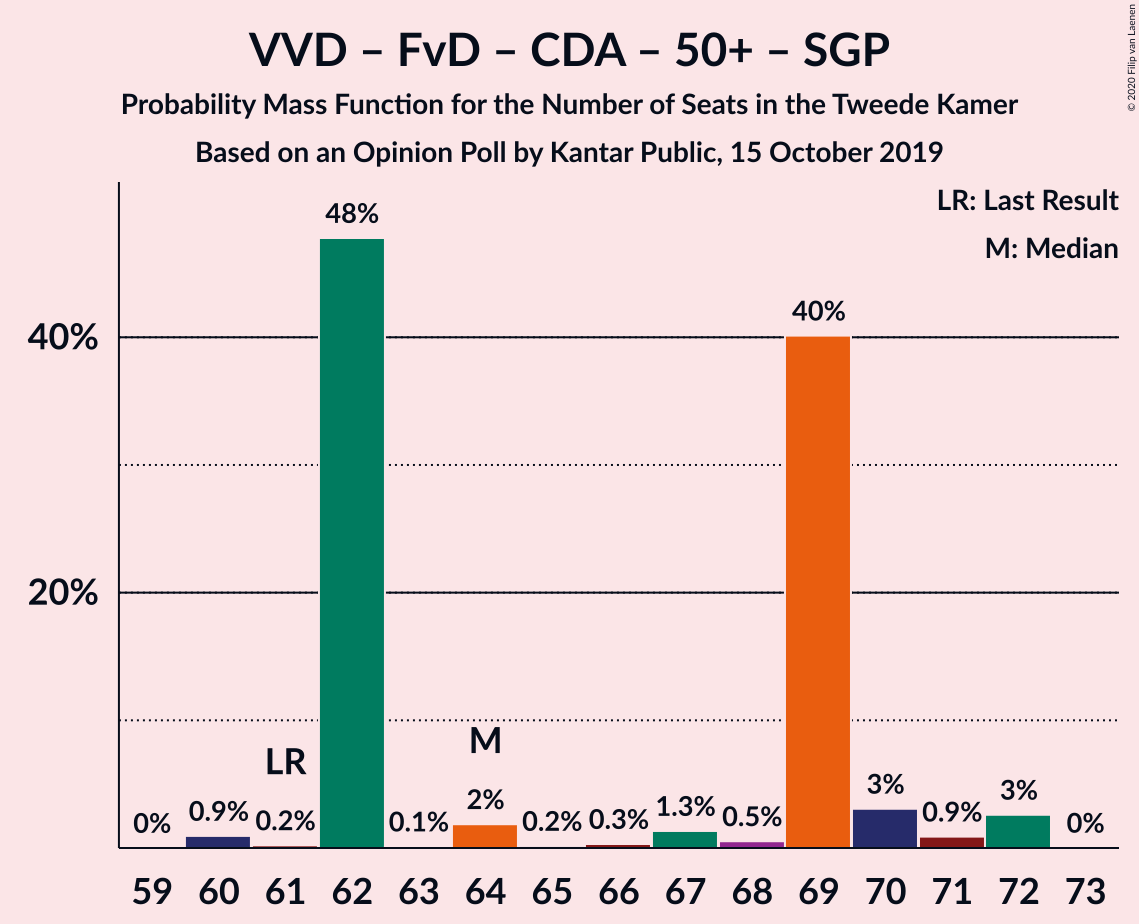 VVD – FvD – CDA – 50+ – SGP
Probability Mass Function for the Number of Seats in the Tweede Kamer
Based on an Opinion Poll by Kantar Public, 15 October 2019
© 2020 Filip van Laenen
LR: Last Result
M: Median
48%
40%
40%
20%
LR
M
0% 0.9% 0.2% 0.1% 2% 0.2% 0.3% 1.3% 0.5% 3% 0.9% 3% 0%
59 60 61 62 63 64 65 66 67 68 69 70 71 72 73